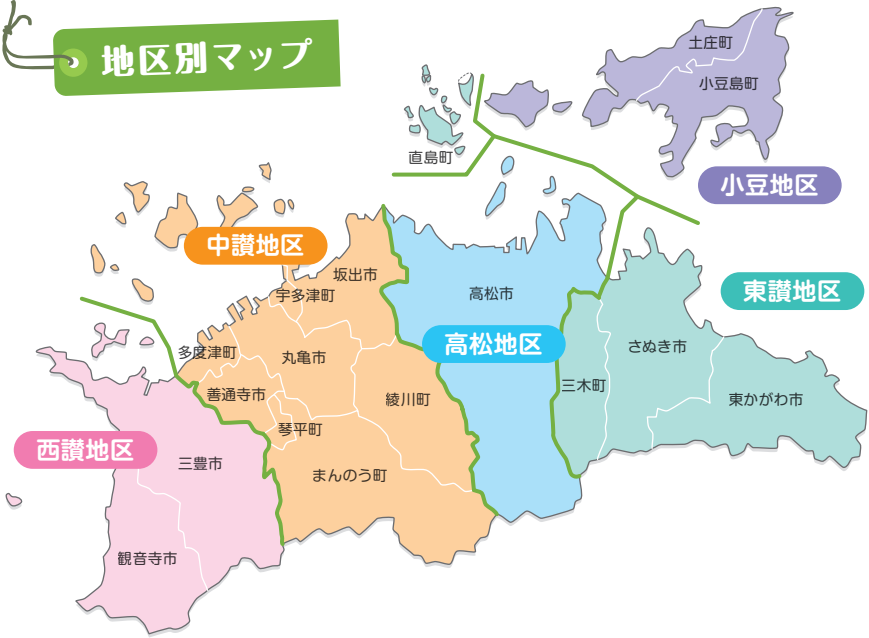 地区別マップ
土庄町
小豆島町
直島町
小豆地区
中讃地区
坂出市
宇多津町
高松市
東讃地区
多度津町
丸亀市
高松地区
さぬき市
善通寺市
綾川町
三木町
東かがわ市
琴平町
西讃地区
三豊市
まんのう町
観音寺市